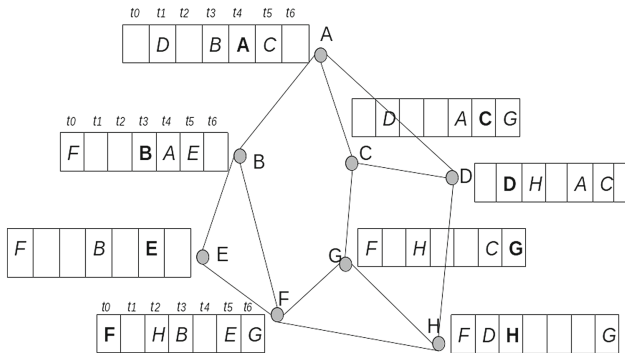 t0 t1 t2 t3 t4 t5 t6
A
D B A C
t0 t1 t2 t3 t4 t5 t6
D A C G
F B A E
B
C
D
D H A C
F B E
E
G
F H C G
t0 t1 t2 t3 t4 t5 t6
F
F H B E G
H
F D H G